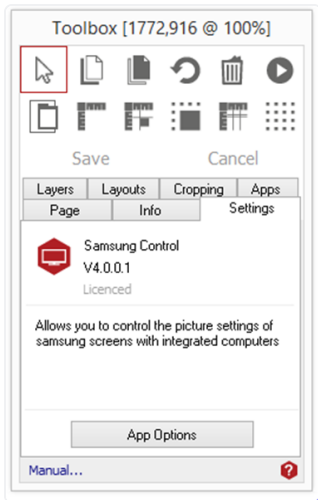 Toolbox [1772,916 @ 100%]
Save Cancel
Layers Layouts Cropping Apps
Page Info Settings
Samsung Control
V4.0.0.1
Licenced
Allows you to control the picture settings of
samsung screens with integrated computers
App Options
Manual... ?